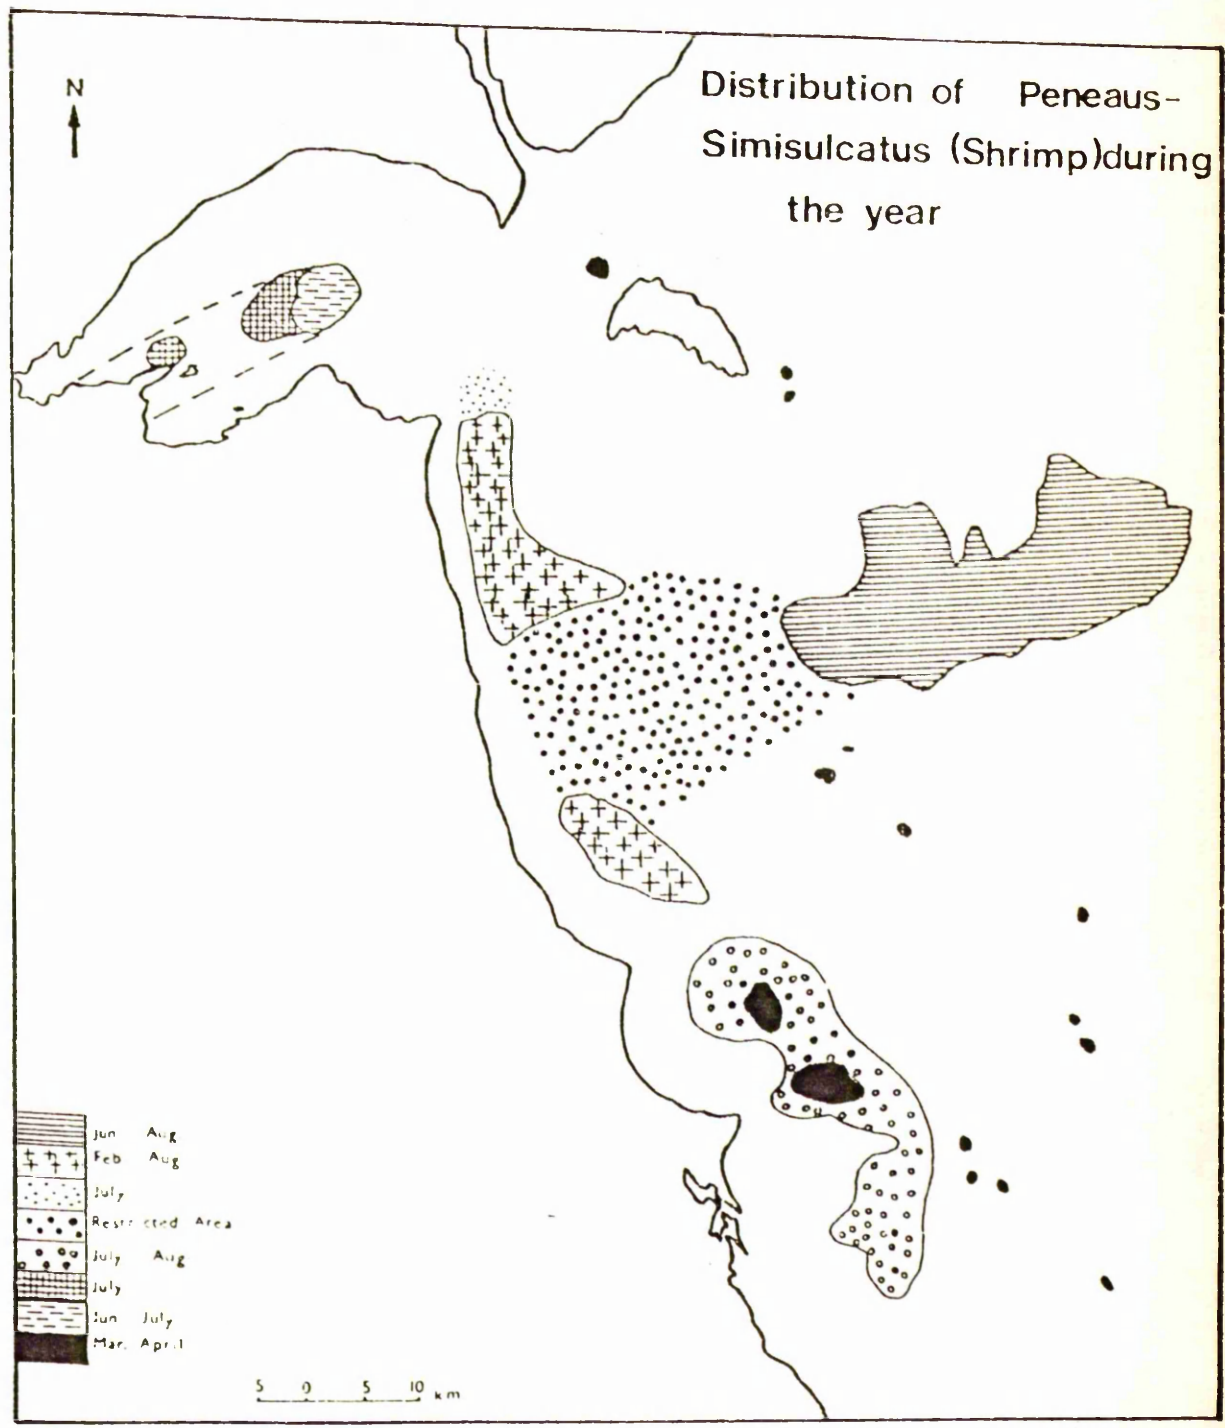 N
Distribution of Peneaus-
Simisulcatus (Shrimp)during
the year
Jun Aug
Feb Aug
July
Restricted Area
July Aug
July
Jun July
Mar, April
5 0 5 10 km